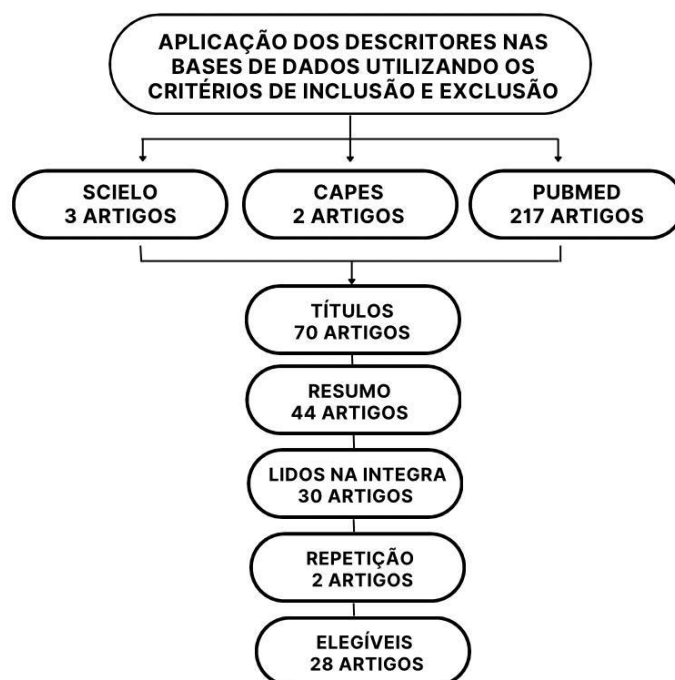 APLICAÇÃO DOS DESCRITORES NAS
BASES DE DADOS UTILIZANDO OS
CRITÉRIOS DE INCLUSÃO E EXCLUSÃO
SCIELO
3 ARTIGOS
CAPES
2 ARTIGOS
PUBMED
217 ARTIGOS
TÍTULOS
70 ARTIGOS
RESUMO
44 ARTIGOS
LIDOS NA INTEGRA
30 ARTIGOS
REPETIÇÃO
2 ARTIGOS
ELEGÍVEIS
28 ARTIGOS